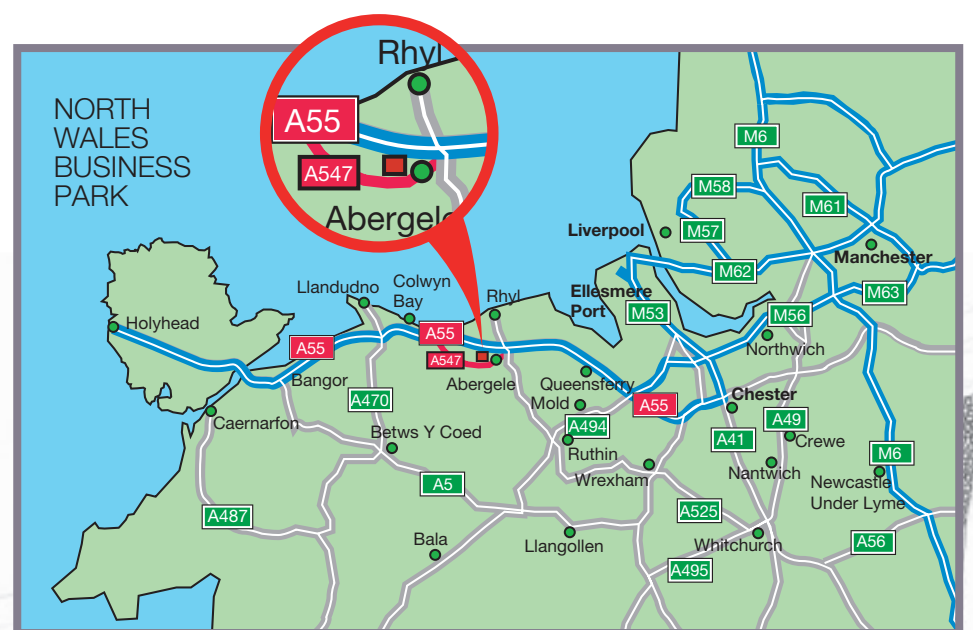 NORTH
WALES
BUSINESS
PARK
Rhyl
A55
A547
Abergele
M6
M58
M61
M57
Liverpool
M62
Manchester
Ellesmere
Port
M63
M53
M56
Northwich
Llandudno
Colwyn
Bay
Rhyl
Holyhead
A55
A55
A547
Bangor
Abergele
Queensferry
Mold
A55
Chester
A470
Caernarfon
A494
A49
A41
Crewe
Betws Y Coed
Ruthin
Wrexham
Nantwich
M6
Newcastle
Under Lyme
A5
A487
A525
Bala
Llangollen
Whitchurch
A56
A495